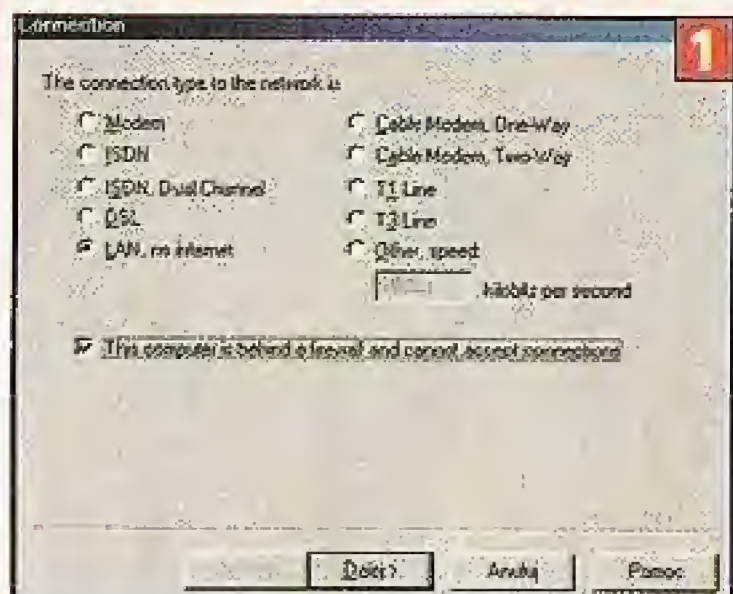 Connection
1
The connection type to the network is
Modem
ISDN
ISDN, Dual Channel
DSL
LAN, no internet
Cable Modem, One-Way
Cable Modem, Two-Way
T1 Line
T3 Line
Other, speed:
kilobits per second
This computer is behind a firewall and cannot accept connections
Dalej >
Anuluj
Pomoc